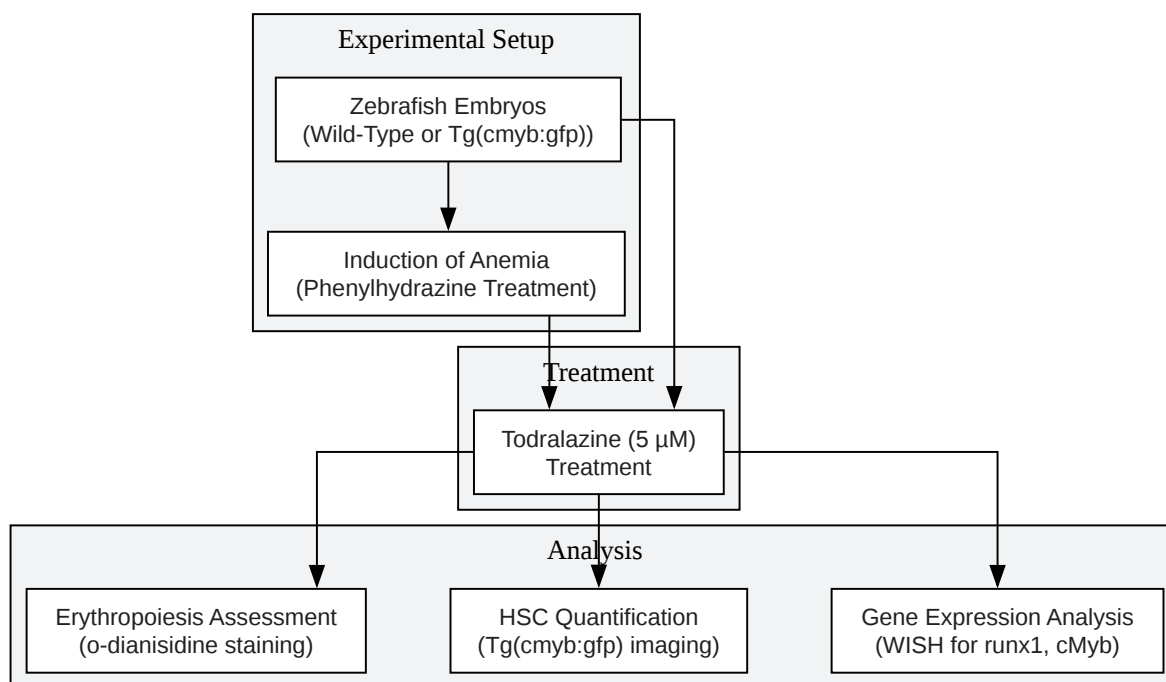 Experimental Setup
Zebrafish Embryos
(Wild-Type or Tg(cmyb:gfp))
Induction of Anemia
(Phenylhydrazine Treatment)
Treatment
Todralazine (5 µM)
Treatment
Analysis
Erythropoiesis Assessment
(o-dianisidine staining)
HSC Quantification
(Tg(cmyb:gfp) imaging)
Gene Expression Analysis
(WISH for runx1, cMyb)